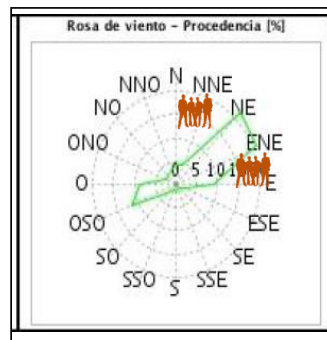 Rosa de viento - Procedencia [%]
N
NNO NNE
NO NE
ONO ENE
0 5 10 1
O E
OSO ESE
SO SE
SSO SSE
S